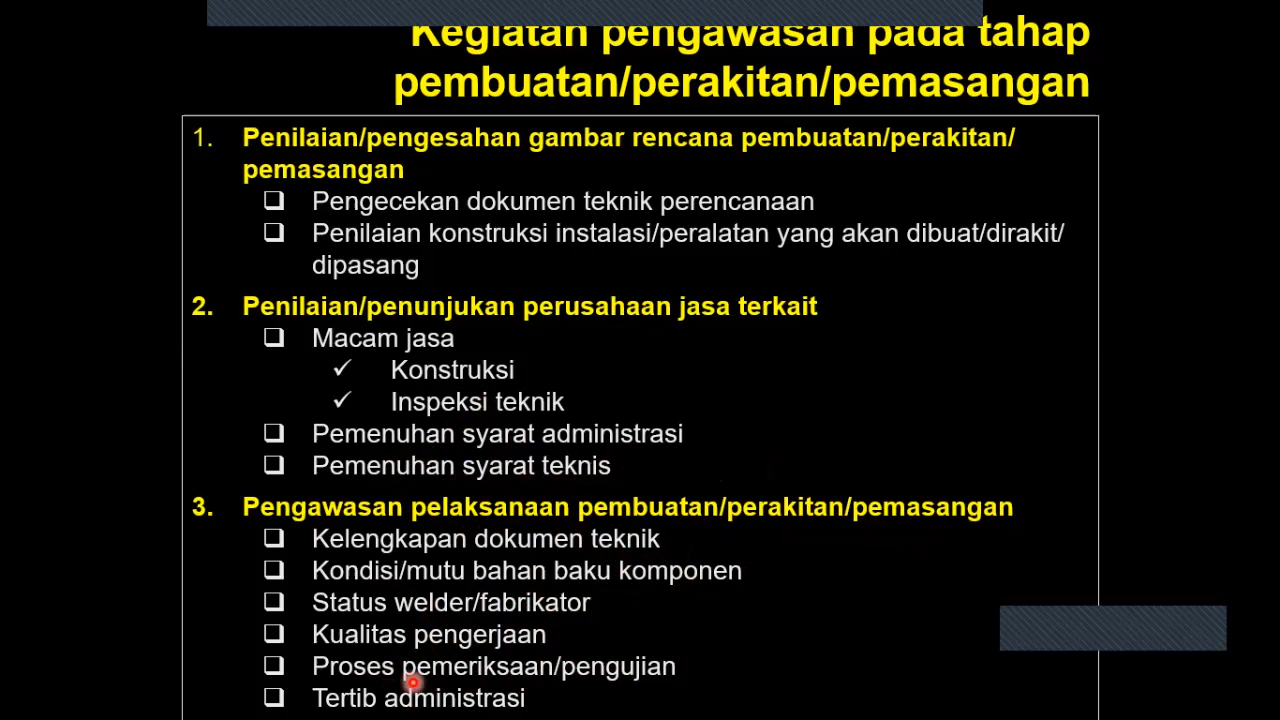 Kegiatan pengawasan pada tahap
pembuatan/perakitan/pemasangan
1. Penilaian/pengesahan gambar rencana pembuatan/perakitan/
pemasangan
Pengecekan dokumen teknik perencanaan
Penilaian konstruksi instalasi/peralatan yang akan dibuat/dirakit/
dipasang
2. Penilaian/penunjukan perusahaan jasa terkait
Macam jasa
Konstruksi
Inspeksi teknik
Pemenuhan syarat administrasi
Pemenuhan syarat teknis
3. Pengawasan pelaksanaan pembuatan/perakitan/pemasangan
Kelengkapan dokumen teknik
Kondisi/mutu bahan baku komponen
Status welder/fabrikator
Kualitas pengerjaan
Proses pemeriksaan/pengujian
Tertib administrasi